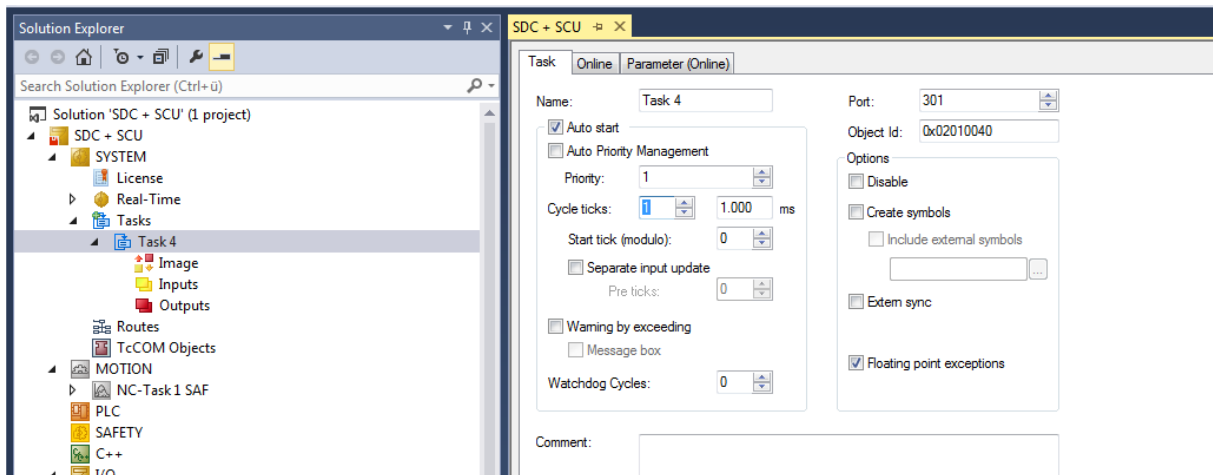 Solution Explorer
Search Solution Explorer (Ctrl+ü)
Solution 'SDC + SCU' (1 project)
SDC + SCU
SYSTEM
License
Real-Time
Tasks
Task 4
Image
Inputs
Outputs
Routes
TcCOM Objects
MOTION
NC-Task 1 SAF
PLC
SAFETY
C++
I/O
SDC + SCU
Task Online Parameter (Online)
Name: Task 4
Auto start
Auto Priority Management
Priority: 1
Cycle ticks: 1 1.000 ms
Start tick (modulo): 0
Separate input update
Pre ticks: 0
Warning by exceeding
Message box
Watchdog Cycles: 0
Port: 301
Object Id: 0x02010040
Options
Disable
Create symbols
Include external symbols
...
Extern sync
Floating point exceptions
Comment: